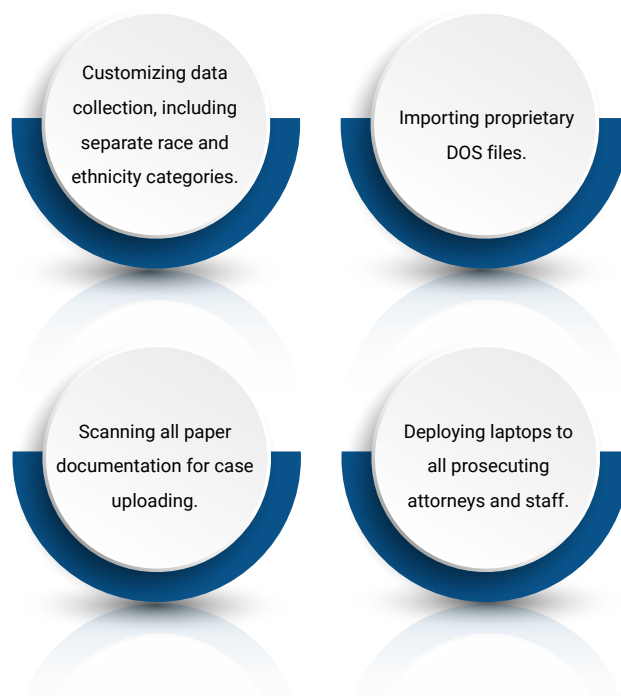 Customizing data
collection, including
separate race and
ethnicity categories.
Importing proprietary
DOS files.
Scanning all paper
documentation for case
uploading.
Deploying laptops to
all prosecuting
attorneys and staff.